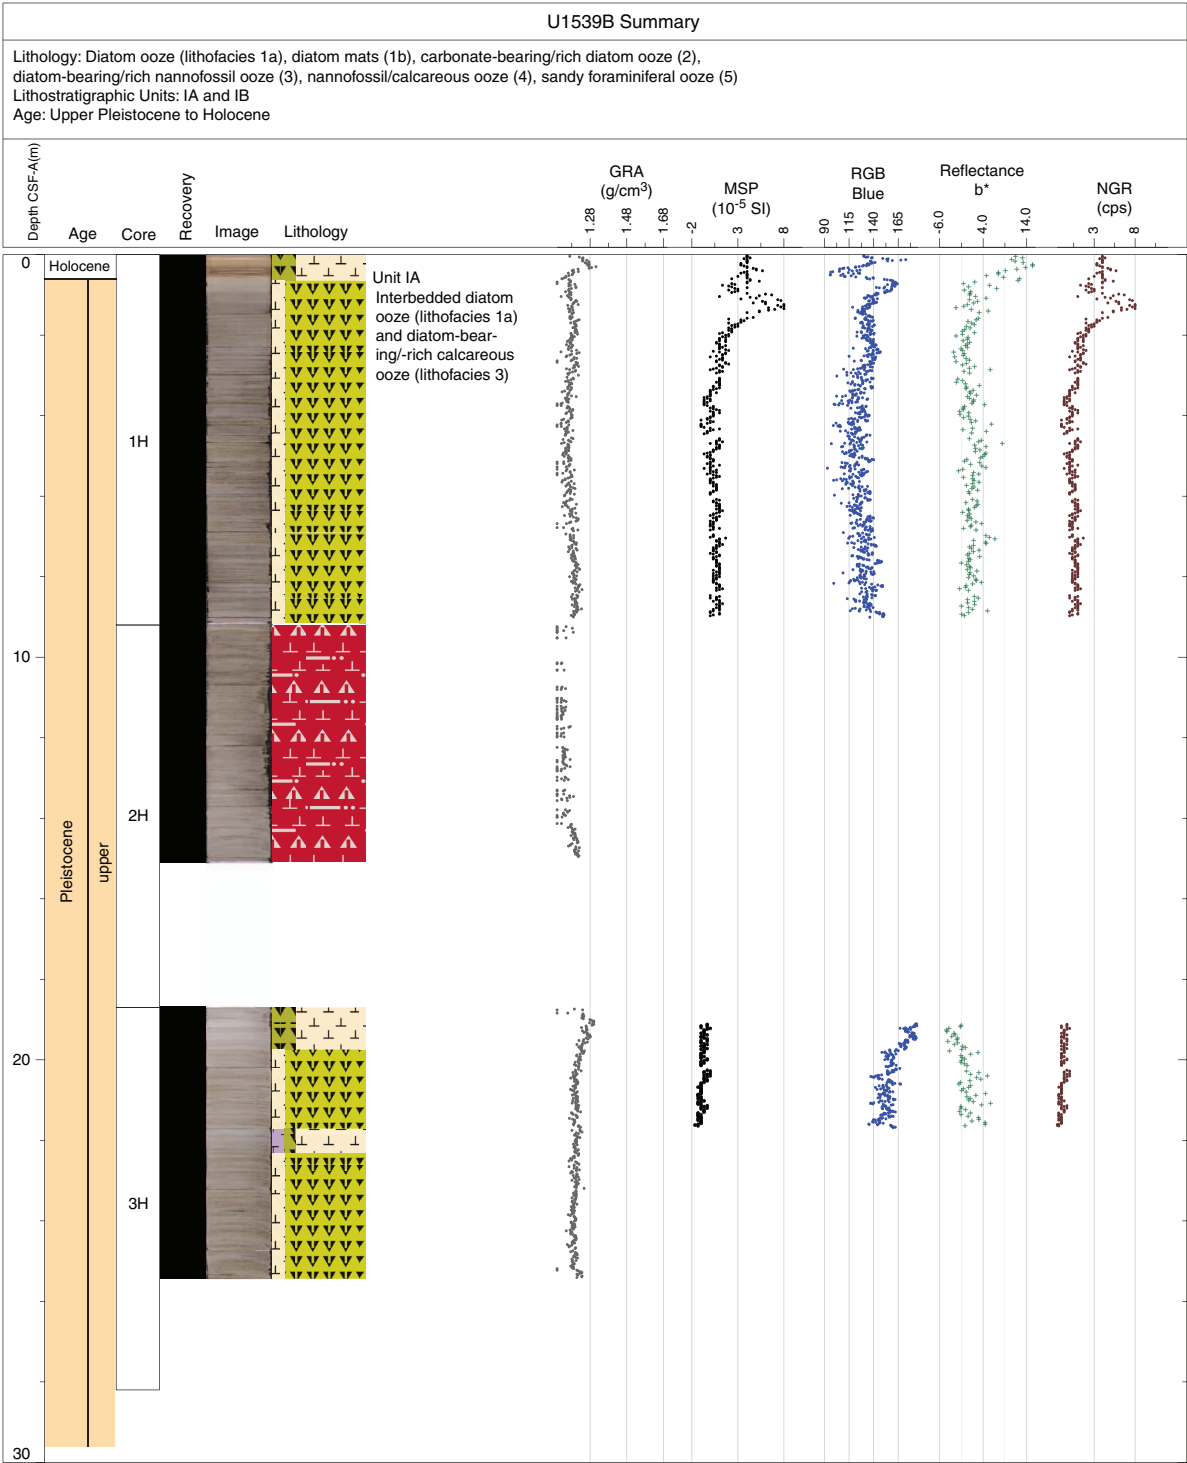 U1539B Summary
Lithology: Diatom ooze (lithofacies 1a), diatom mats (1b), carbonate-bearing/rich diatom ooze (2),
diatom-bearing/rich nannofossil ooze (3), nannofossil/calcareous ooze (4), sandy foraminiferal ooze (5)
Lithostratigraphic Units: IA and IB
Age: Upper Pleistocene to Holocene
Depth CSF-A(m)
Age
Core
Recovery
Image
Lithology
GRA
(g/cm3)
1.28 1.48 1.68
MSP
(10-5 SI)
-2 3 8
RGB
Blue
90 115 140 165
Reflectance
b*
-6.0 4.0 14.0
NGR
(cps)
3 8
0
Holocene
Unit IA
Interbedded diatom
ooze (lithofacies 1a)
and diatom-bear-
ing/-rich calcareous
ooze (lithofacies 3)
1H
10
2H
Pleistocene
upper
20
3H
30